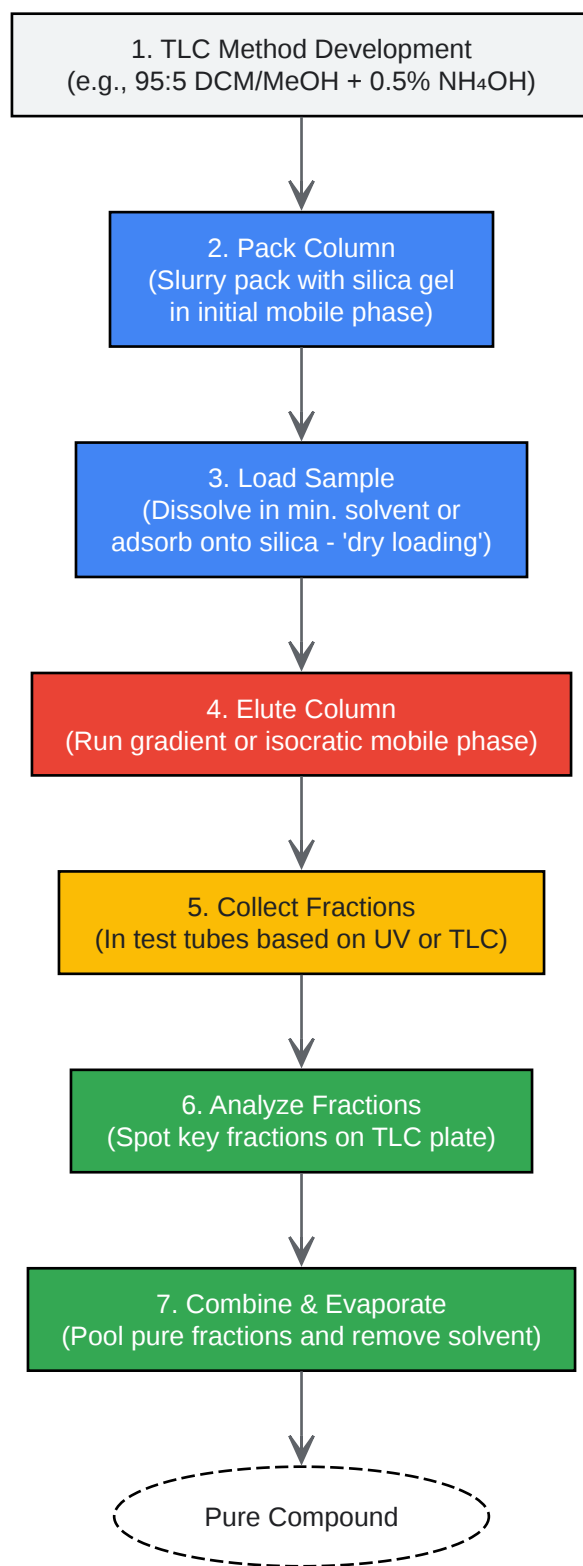 1. TLC Method Development
(e.g., 95:5 DCM/MeOH + 0.5% NH₄OH)
2. Pack Column
(Slurry pack with silica gel
in initial mobile phase)
3. Load Sample
(Dissolve in min. solvent or
adsorb onto silica - 'dry loading')
4. Elute Column
(Run gradient or isocratic mobile phase)
5. Collect Fractions
(In test tubes based on UV or TLC)
6. Analyze Fractions
(Spot key fractions on TLC plate)
7. Combine & Evaporate
(Pool pure fractions and remove solvent)
Pure Compound